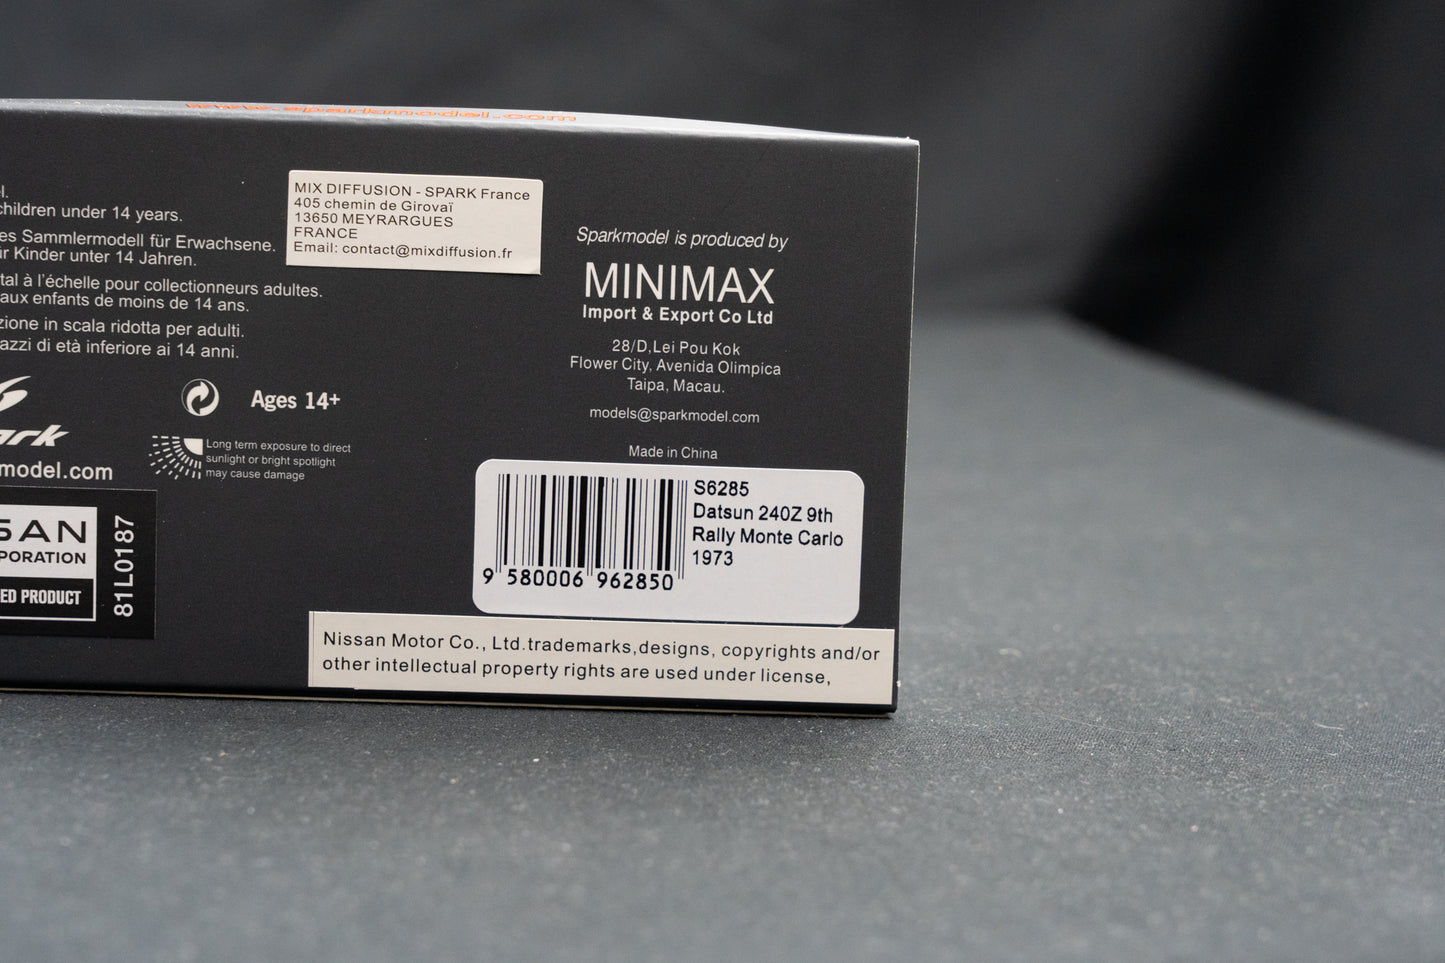 www.sparkmodel.com
children under 14 years.
es Sammlermodell für Erwachsene.
ür Kinder unter 14 Jahren.
tal à l'échelle pour collectionneurs adultes.
aux enfants de moins de 14 ans.
zione in scala ridotta per adulti.
azzi di età inferiore ai 14 anni.
MIX DIFFUSION - SPARK France
405 chemin de Girovaï
13650 MEYRARGUES
FRANCE
Email: contact@mixdiffusion.fr
Sparkmodel is produced by
MINIMAX
Import & Export Co Ltd
28/D,Lei Pou Kok
Flower City, Avenida Olimpica
Taipa, Macau.
models@sparkmodel.com
Made in China
Ages 14+
Long term exposure to direct
sunlight or bright spotlight
may cause damage
ark
model.com
SAN
PORATION
ED PRODUCT
81L0187
S6285
Datsun 240Z 9th
Rally Monte Carlo
1973
9 580006 962850
Nissan Motor Co., Ltd.trademarks,designs, copyrights and/or
other intellectual property rights are used under license,